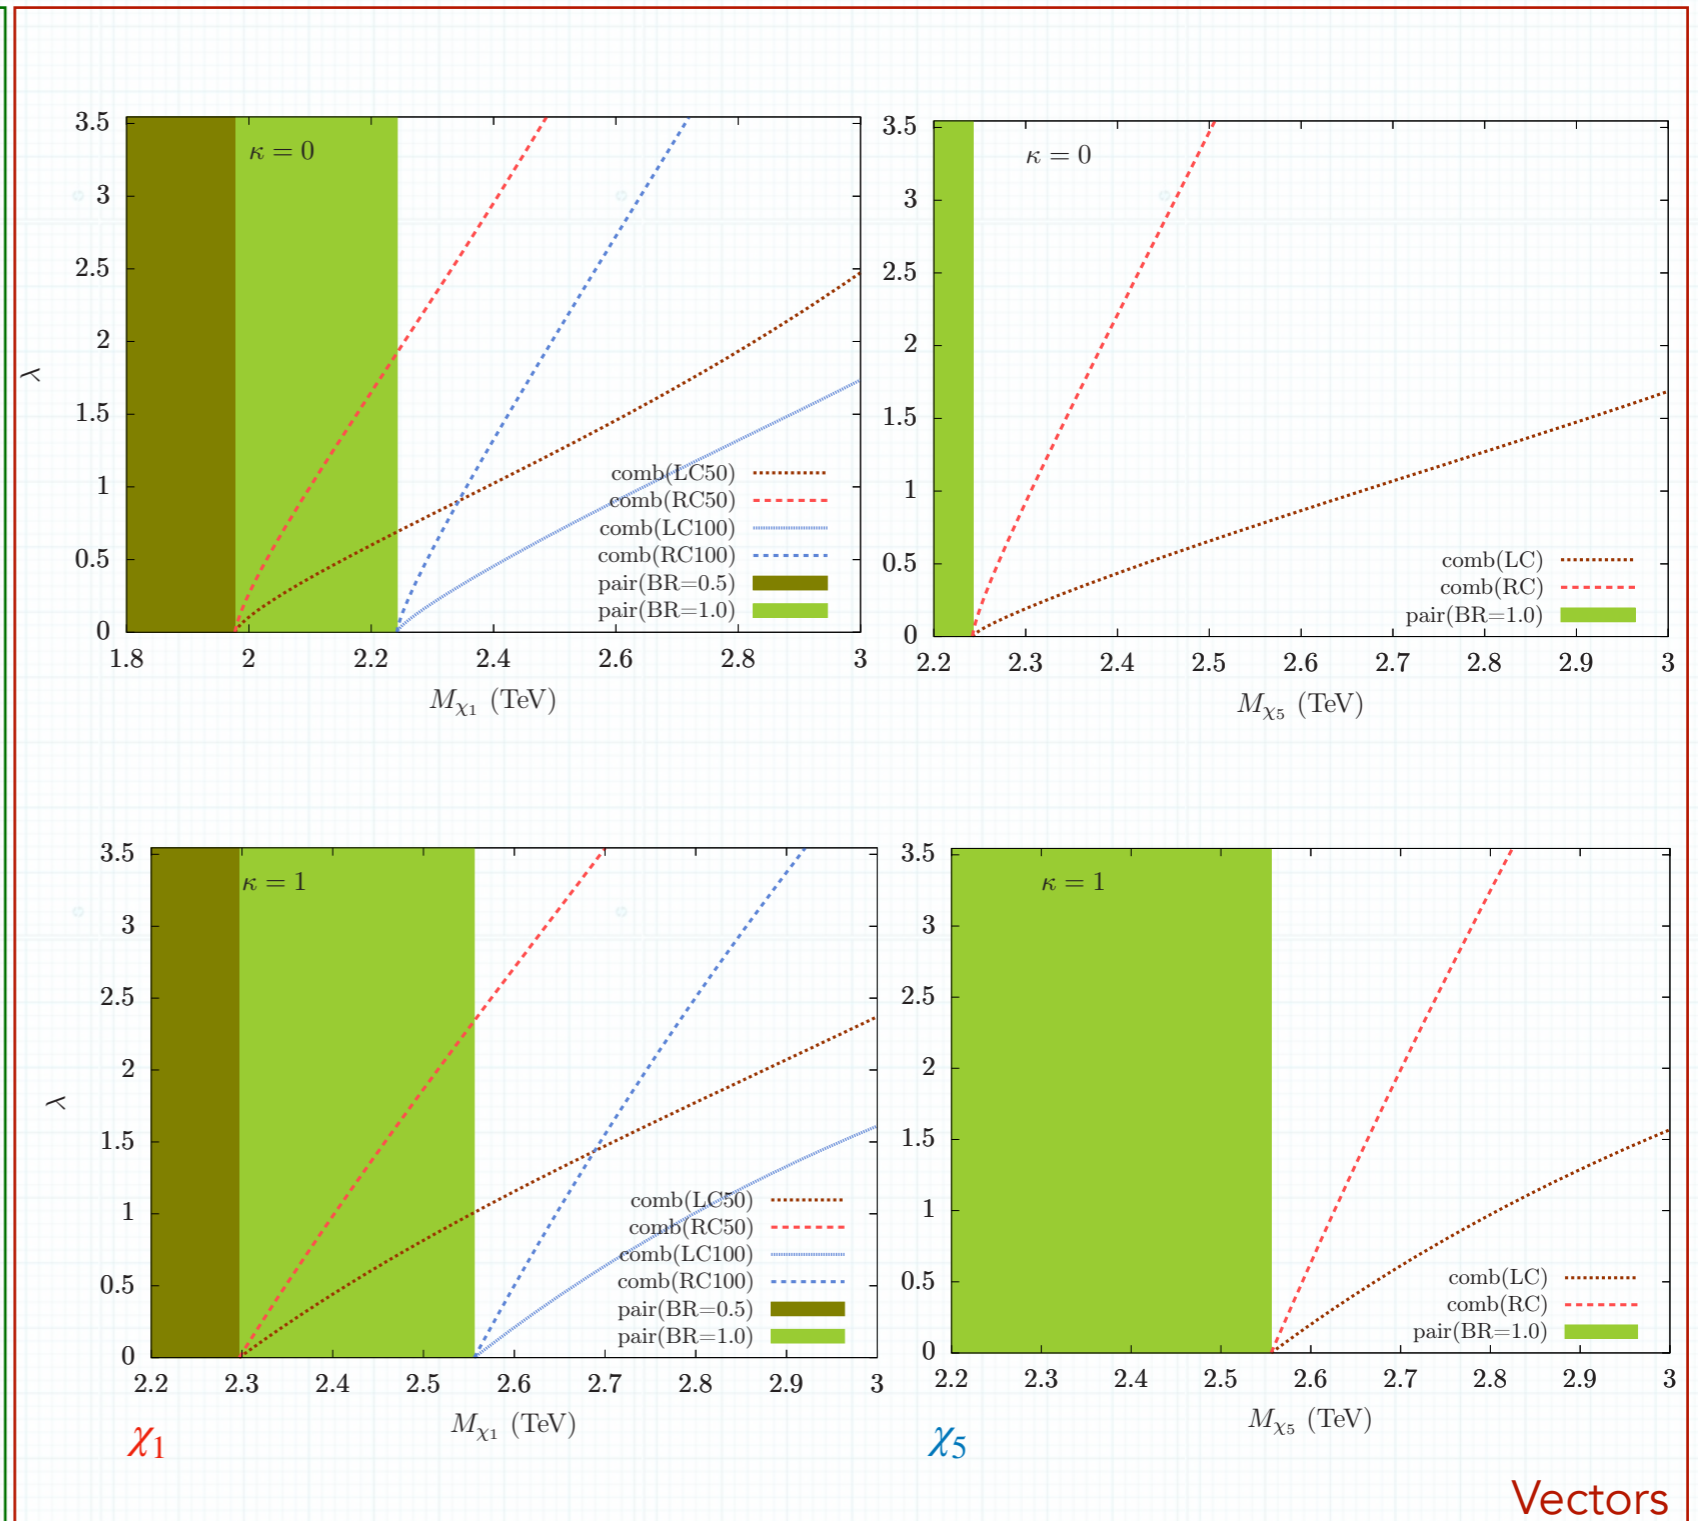 3.5
3
2.5
2
1.5
1
0.5
0
λ
κ = 0
comb(LC50)
comb(RC50)
comb(LC100)
comb(RC100)
pair(BR=0.5)
pair(BR=1.0)
1.8 2 2.2 2.4 2.6 2.8 3
M_χ1 (TeV)
3.5
3
2.5
2
1.5
1
0.5
0
κ = 0
comb(LC)
comb(RC)
pair(BR=1.0)
2.2 2.3 2.4 2.5 2.6 2.7 2.8 2.9 3
M_χ5 (TeV)
3.5
3
2.5
2
1.5
1
0.5
0
λ
κ = 1
comb(LC50)
comb(RC50)
comb(LC100)
comb(RC100)
pair(BR=0.5)
pair(BR=1.0)
2.2 2.3 2.4 2.5 2.6 2.7 2.8 2.9 3
M_χ1 (TeV)
χ1
3.5
3
2.5
2
1.5
1
0.5
0
κ = 1
comb(LC)
comb(RC)
pair(BR=1.0)
2.2 2.3 2.4 2.5 2.6 2.7 2.8 2.9 3
M_χ5 (TeV)
χ5
Vectors